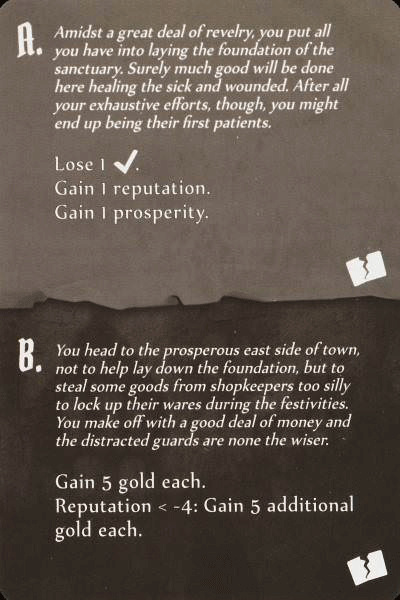 A. Amidst a great deal of revelry, you put all
you have into laying the foundation of the
sanctuary. Surely much good will be done
here healing the sick and wounded. After all
your exhaustive efforts, though, you might
end up being their first patients.
Lose 1 ✓.
Gain 1 reputation.
Gain 1 prosperity.
B. You head to the prosperous east side of town,
not to help lay down the foundation, but to
steal some goods from shopkeepers too silly
to lock up their wares during the festivities.
You make off with a good deal of money and
the distracted guards are none the wiser.
Gain 5 gold each.
Reputation < -4: Gain 5 additional
gold each.